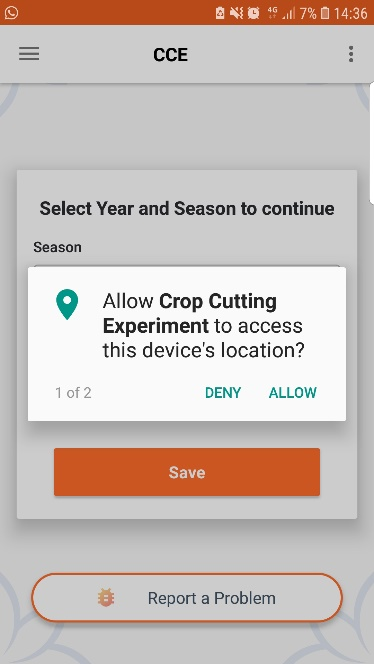 4G 7% 14:36
CCE
Select Year and Season to continue
Season
Allow Crop Cutting
Experiment to access
this device's location?
1 of 2 DENY ALLOW
Save
Report a Problem